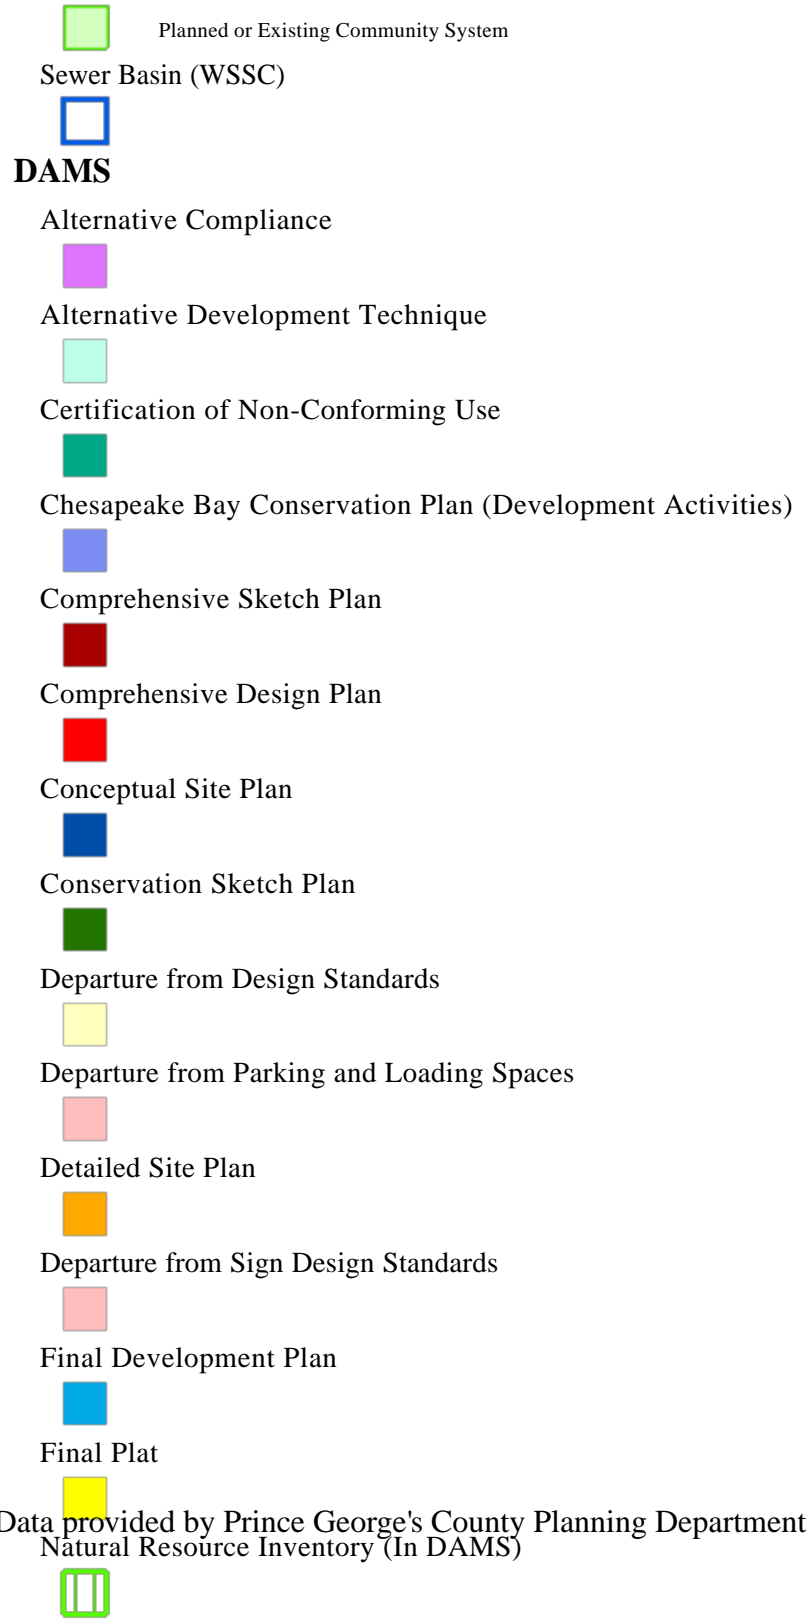 Planned or Existing Community System
Sewer Basin (WSSC)
DAMS
Alternative Compliance
Alternative Development Technique
Certification of Non-Conforming Use
Chesapeake Bay Conservation Plan (Development Activities)
Comprehensive Sketch Plan
Comprehensive Design Plan
Conceptual Site Plan
Conservation Sketch Plan
Departure from Design Standards
Departure from Parking and Loading Spaces
Detailed Site Plan
Departure from Sign Design Standards
Final Development Plan
Final Plat
Data provided by Prince George's County Planning Department
Natural Resource Inventory (In DAMS)